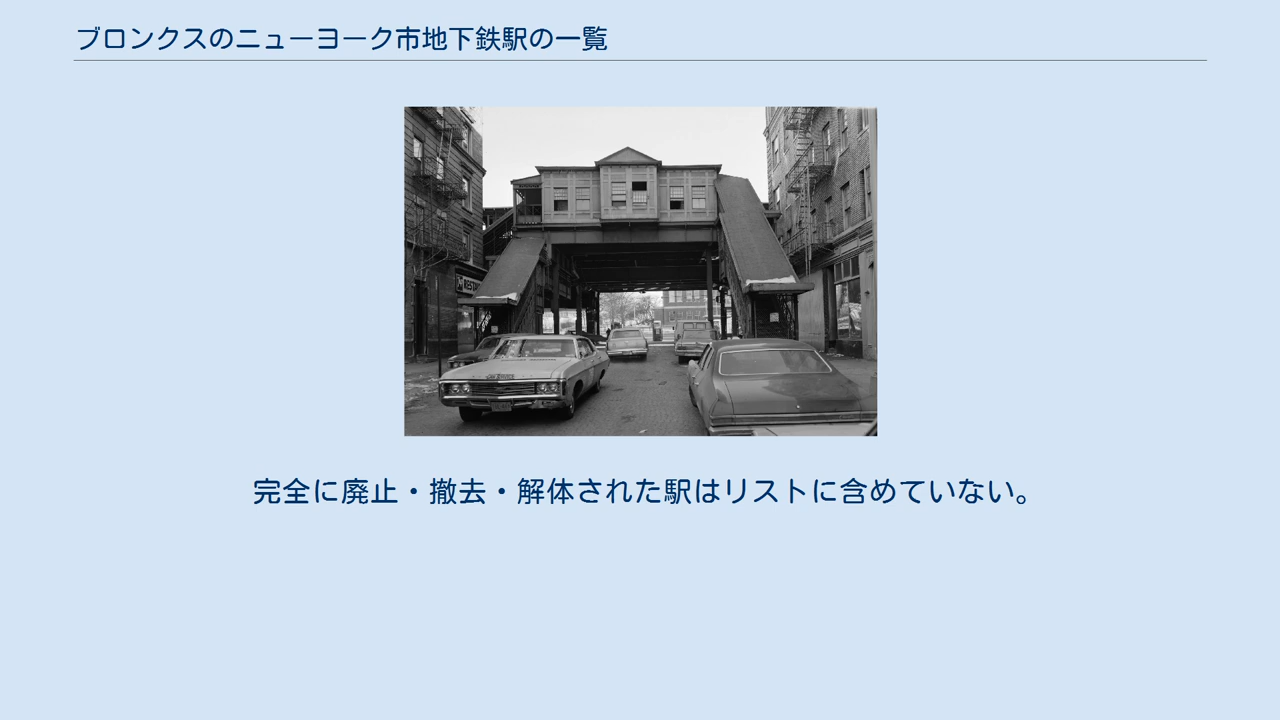 ブロンクスのニューヨーク市地下鉄駅の一覧
完全に廃止・撤去・解体された駅はリストに含めていない。